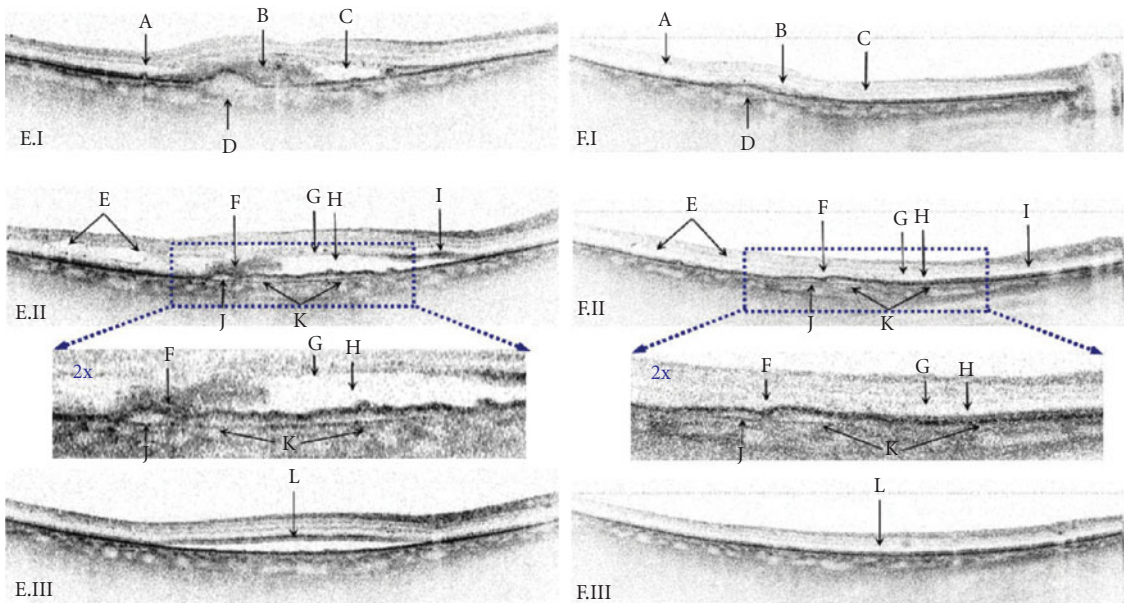 A B C
D
E.I
A B C
D
F.I
E F G H I
J K
E.II
E F G H I
J K
F.II
2x F G H
J K
2x F G H
J K
L
E.III
L
F.III